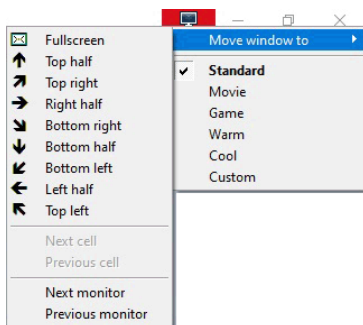 Move window to
Standard
Movie
Game
Warm
Cool
Custom
Fullscreen
Top half
Top right
Right half
Bottom right
Bottom half
Bottom left
Left half
Top left
Next cell
Previous cell
Next monitor
Previous monitor